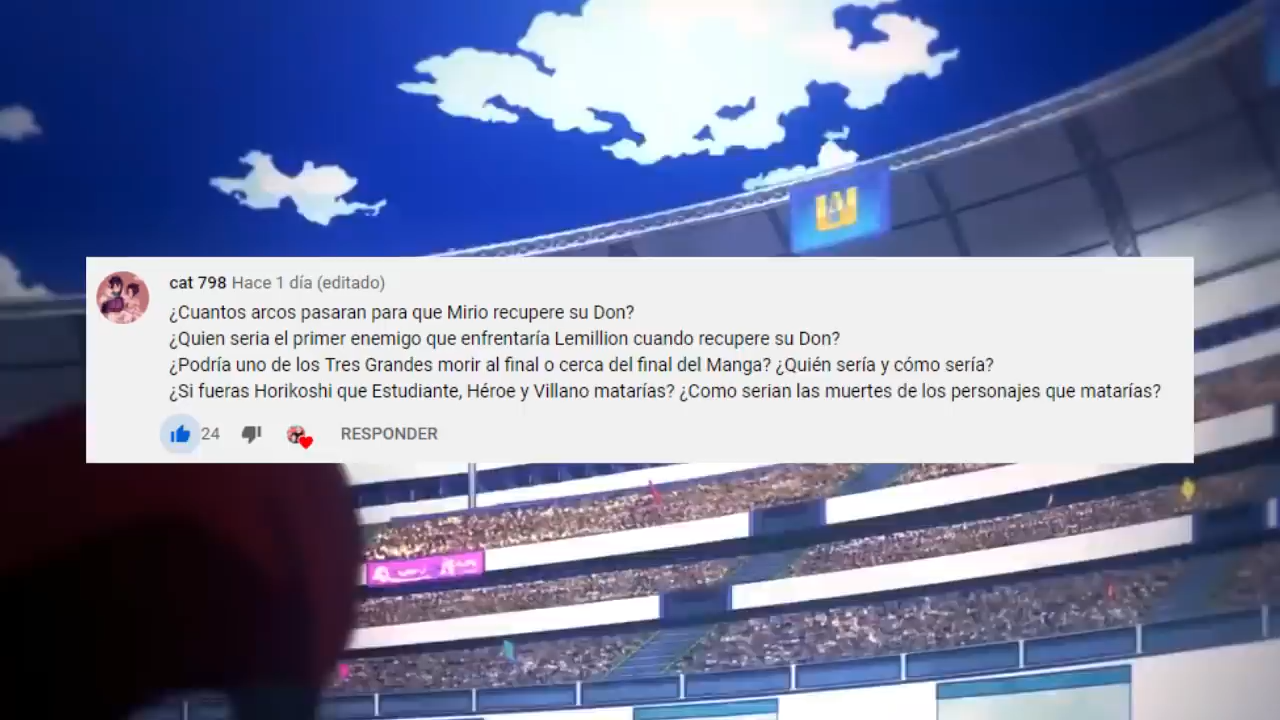 UA
cat 798 Hace 1 día (editado)
¿Cuantos arcos pasaran para que Mirio recupere su Don?
¿Quien seria el primer enemigo que enfrentaría Lemillion cuando recupere su Don?
¿Podría uno de los Tres Grandes morir al final o cerca del final del Manga? ¿Quién sería y cómo sería?
¿Si fueras Horikoshi que Estudiante, Héroe y Villano matarías? ¿Como serian las muertes de los personajes que matarías?
24 RESPONDER